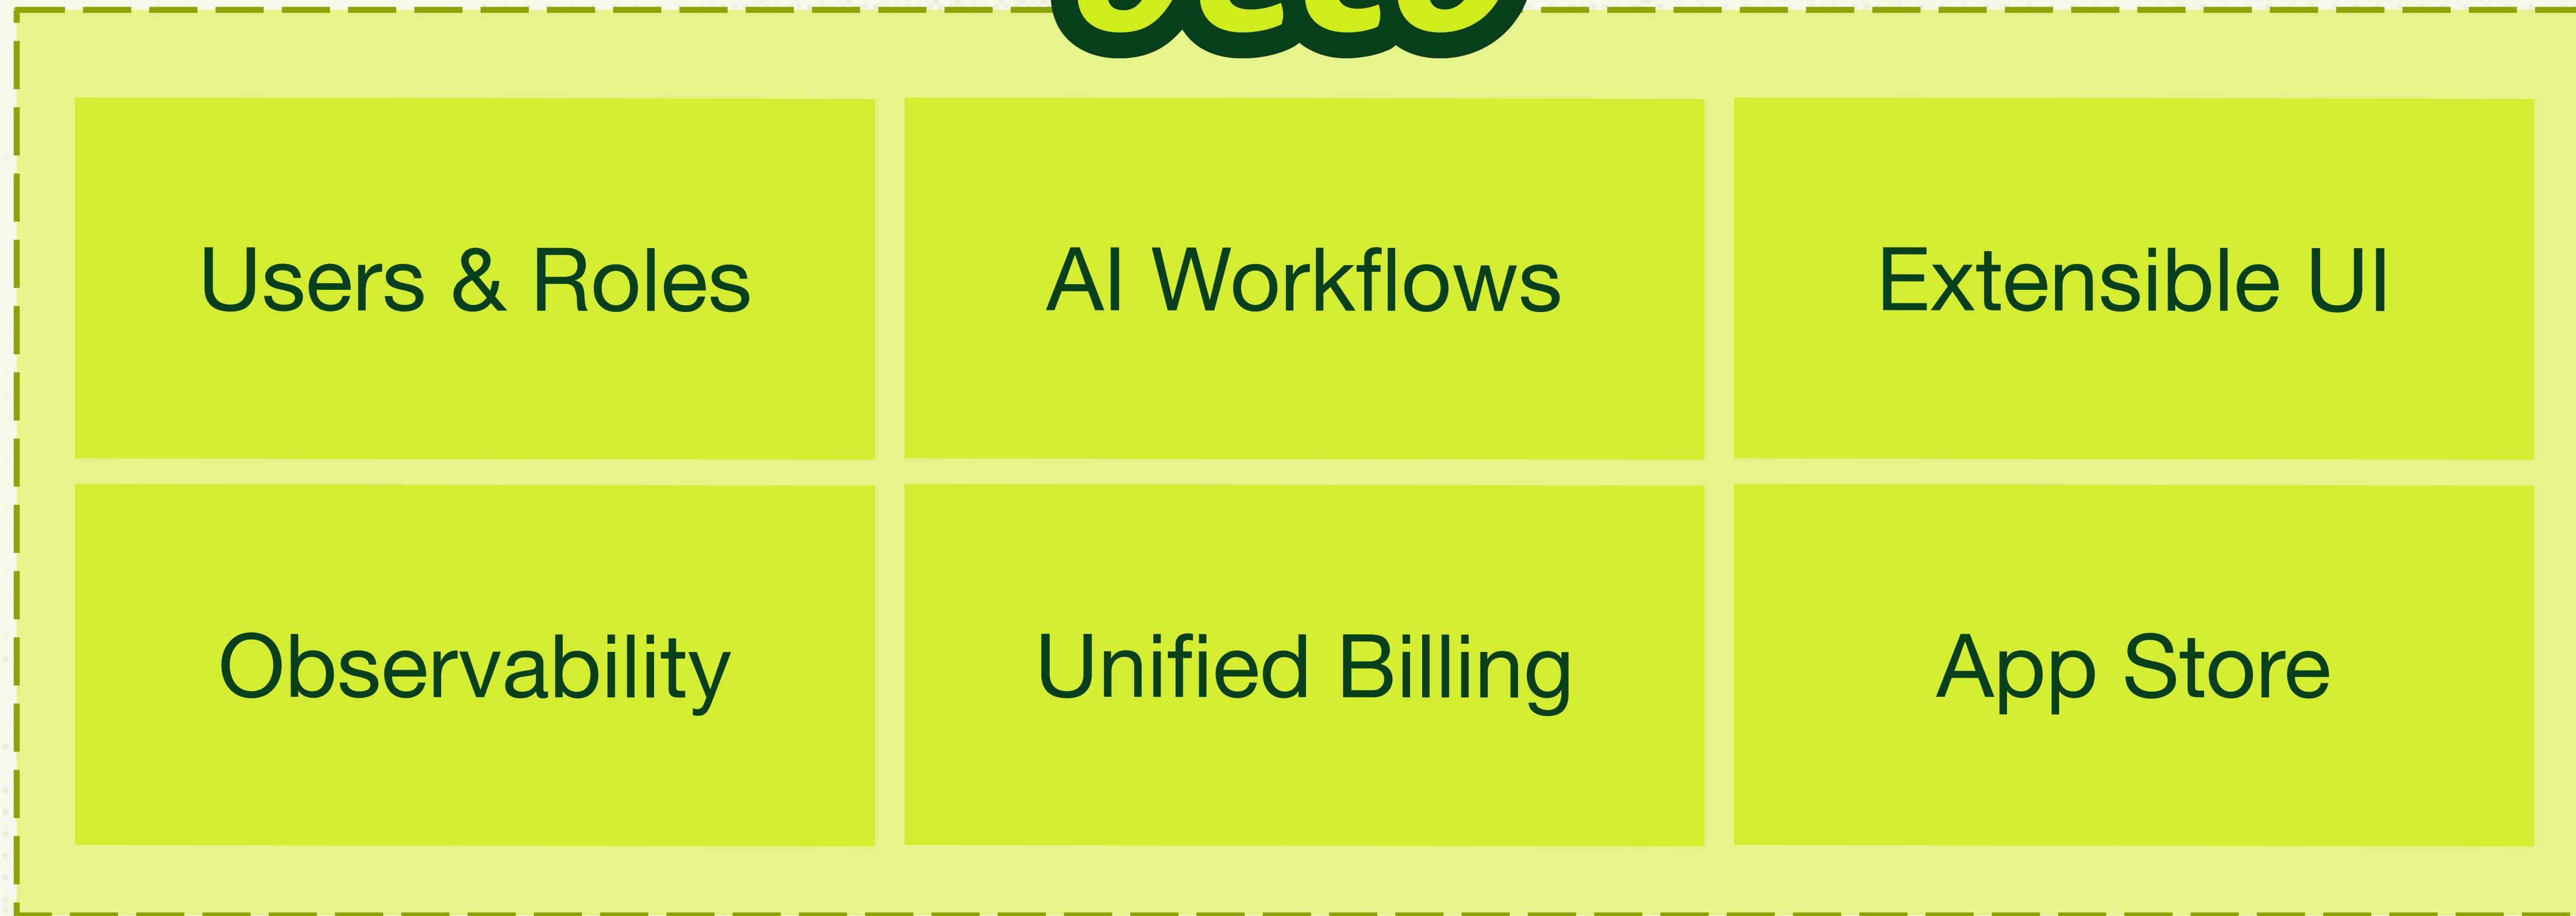 Users & Roles
AI Workflows
Extensible UI
Observability
Unified Billing
App Store